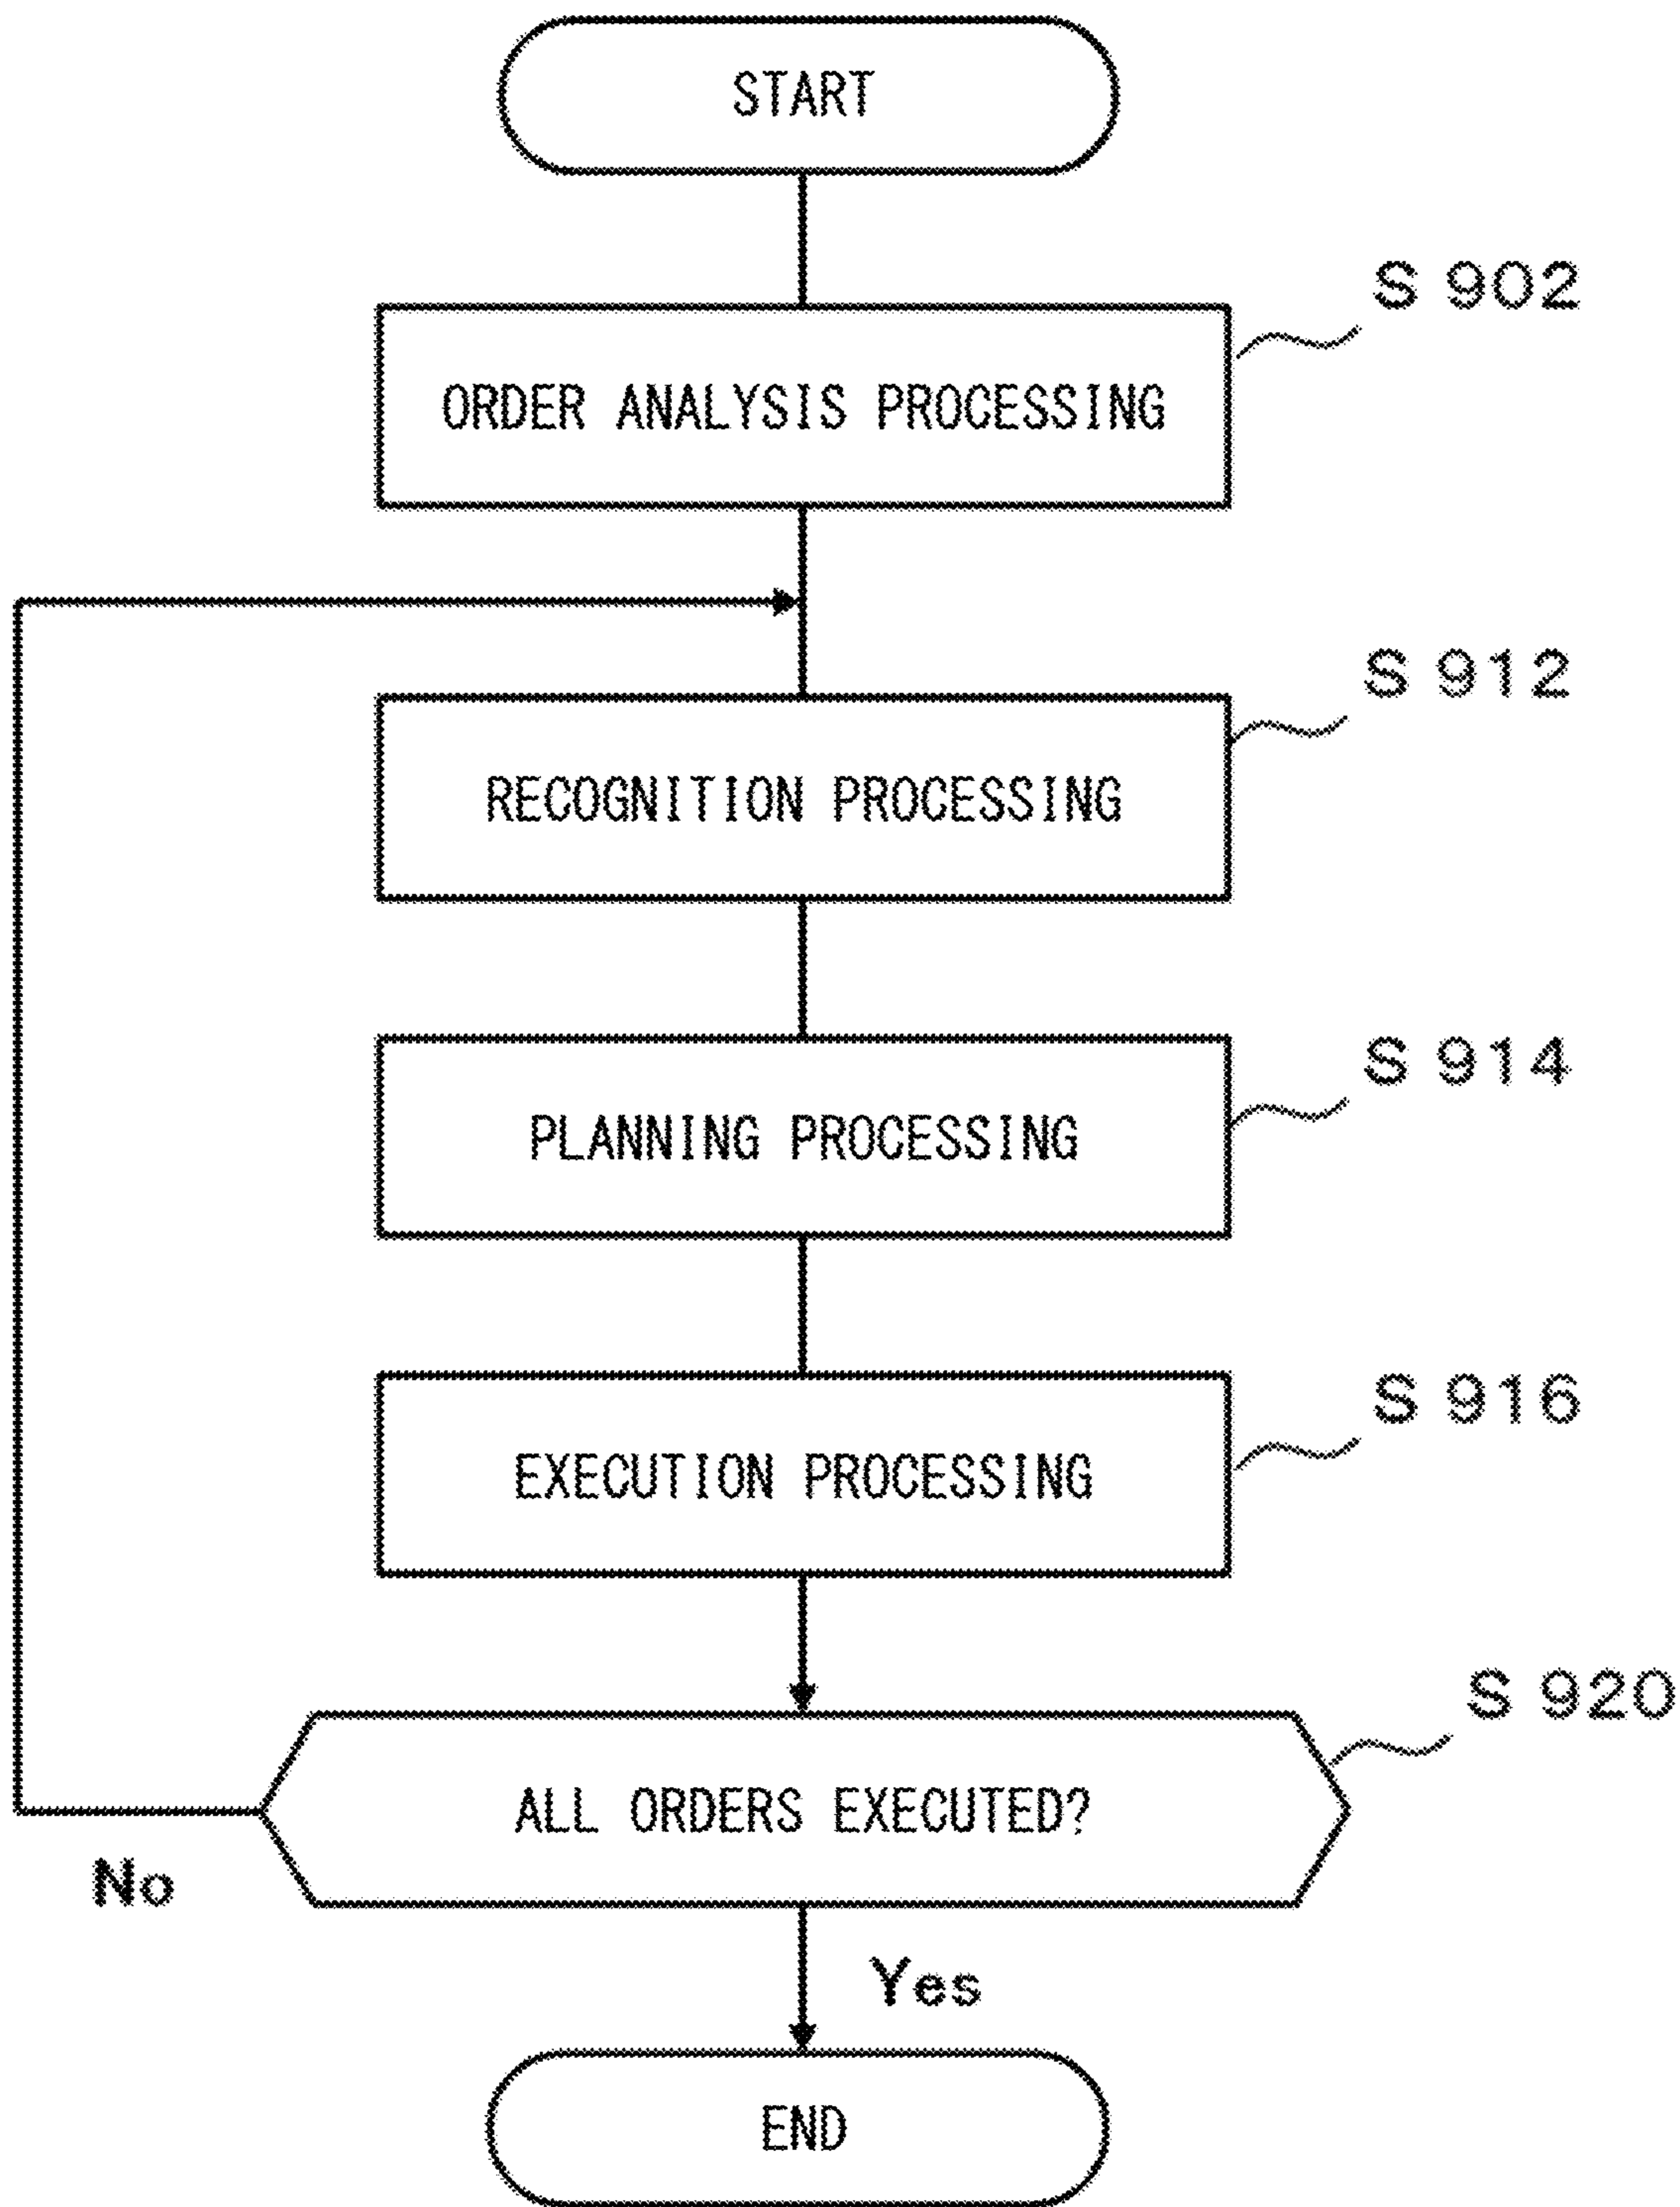 START
S 902
ORDER ANALYSIS PROCESSING
S 912
RECOGNITION PROCESSING
S 914
PLANNING PROCESSING
S 916
EXECUTION PROCESSING
S 920
ALL ORDERS EXECUTED?
No
Yes
END